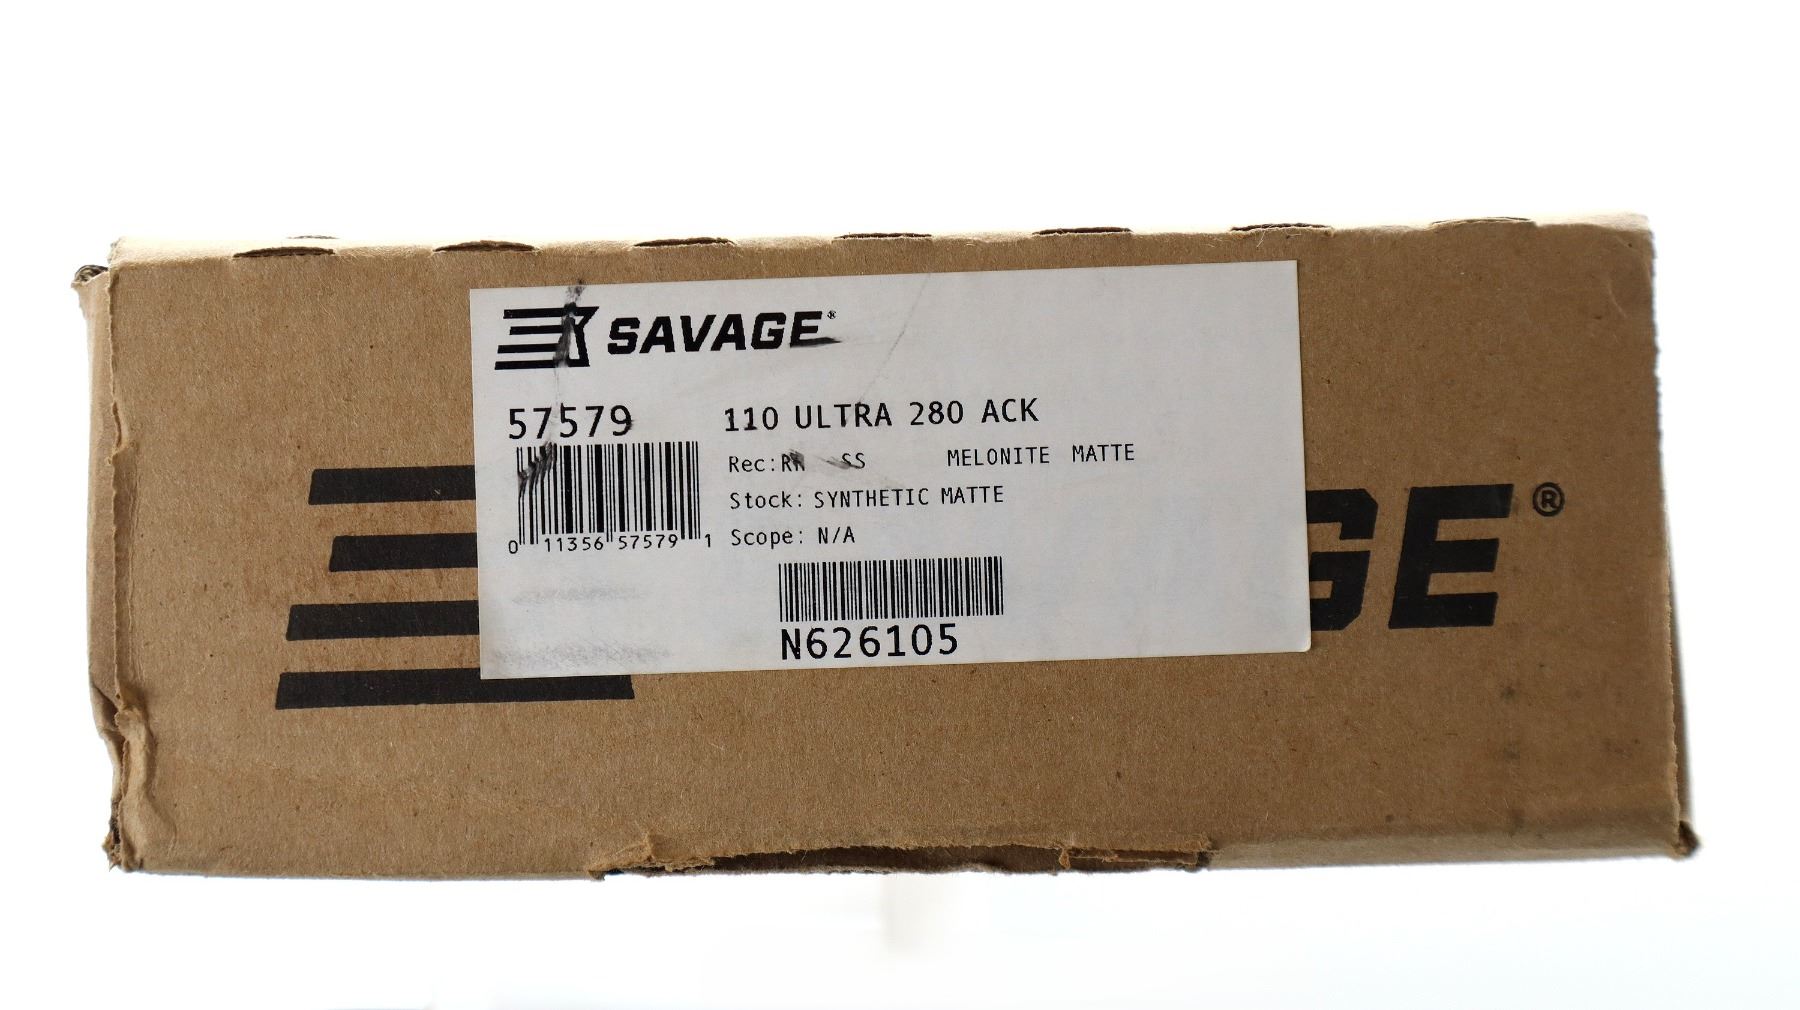 SAVAGE®
57579 110 ULTRA 280 ACK
Rec: SS MELONITE MATTE
Stock: SYNTHETIC MATTE
0 11356 57579 1 Scope: N/A
N626105
GE®